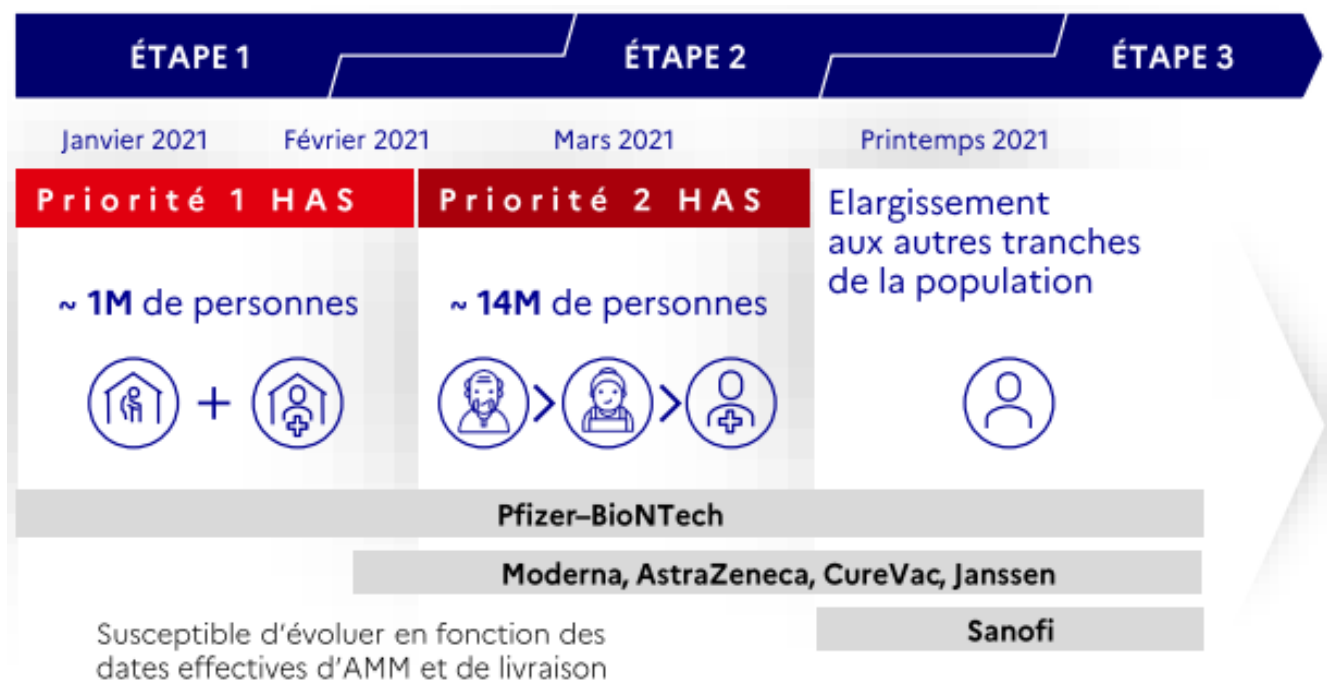 ÉTAPE 1
ÉTAPE 2
ÉTAPE 3
Janvier 2021
Février 2021
Mars 2021
Printemps 2021
Priorité 1 HAS
Priorité 2 HAS
Elargissement
aux autres tranches
de la population
~ 1M de personnes
~ 14M de personnes
+
>
>
Pfizer–BioNTech
Moderna, AstraZeneca, CureVac, Janssen
Sanofi
Susceptible d'évoluer en fonction des
dates effectives d'AMM et de livraison